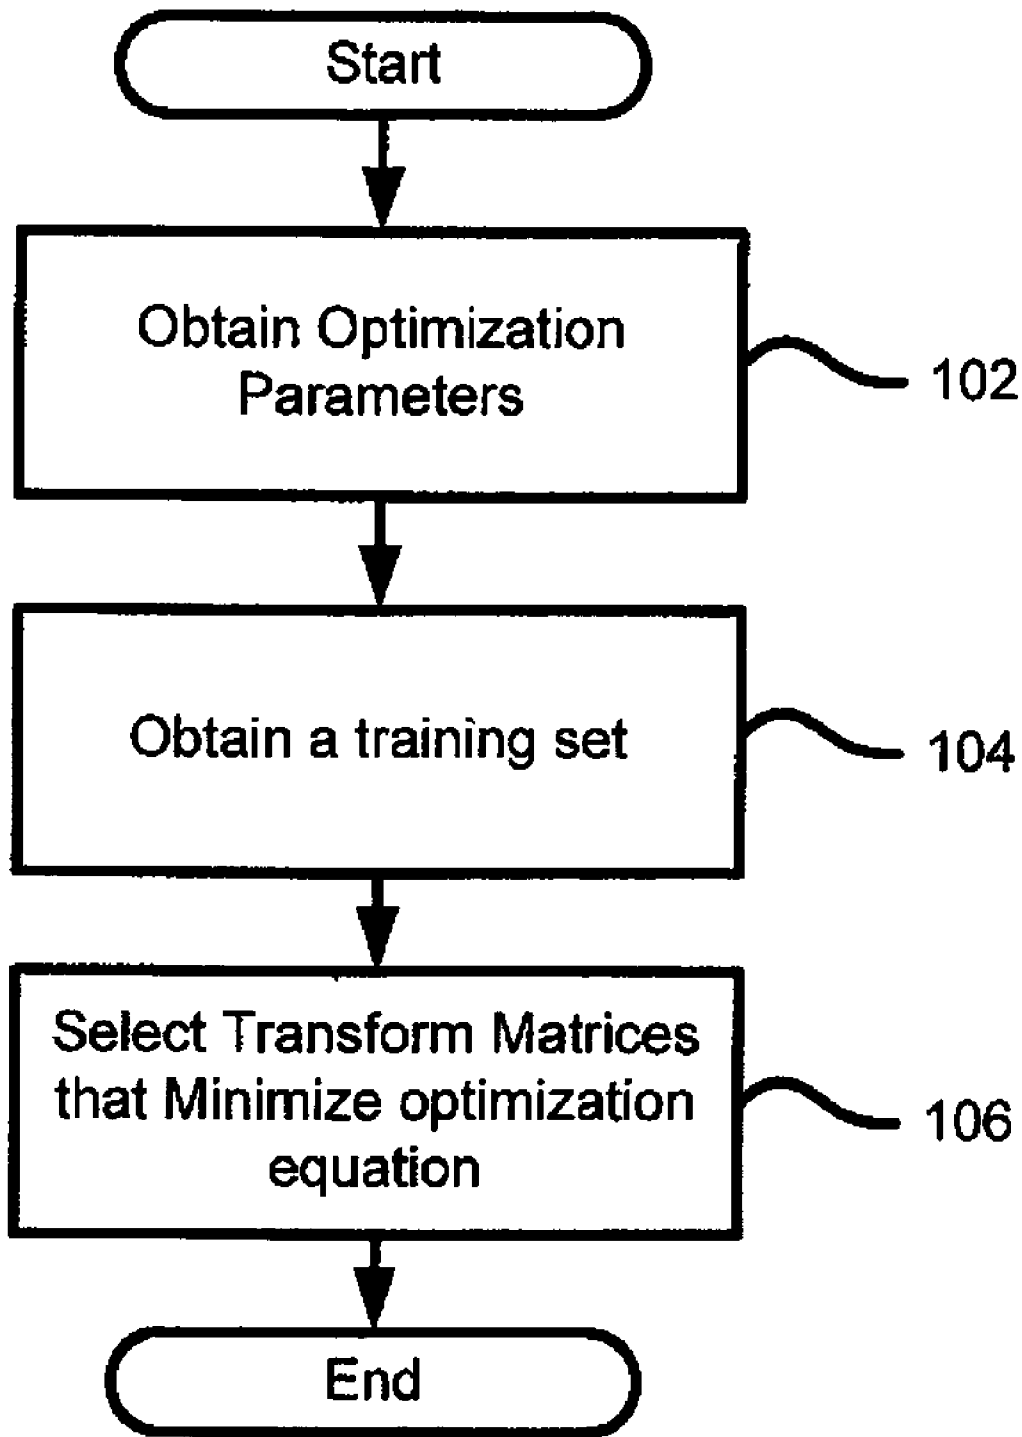 Start
Obtain Optimization
Parameters
102
Obtain a training set
104
Select Transform Matrices
that Minimize optimization
equation
106
End